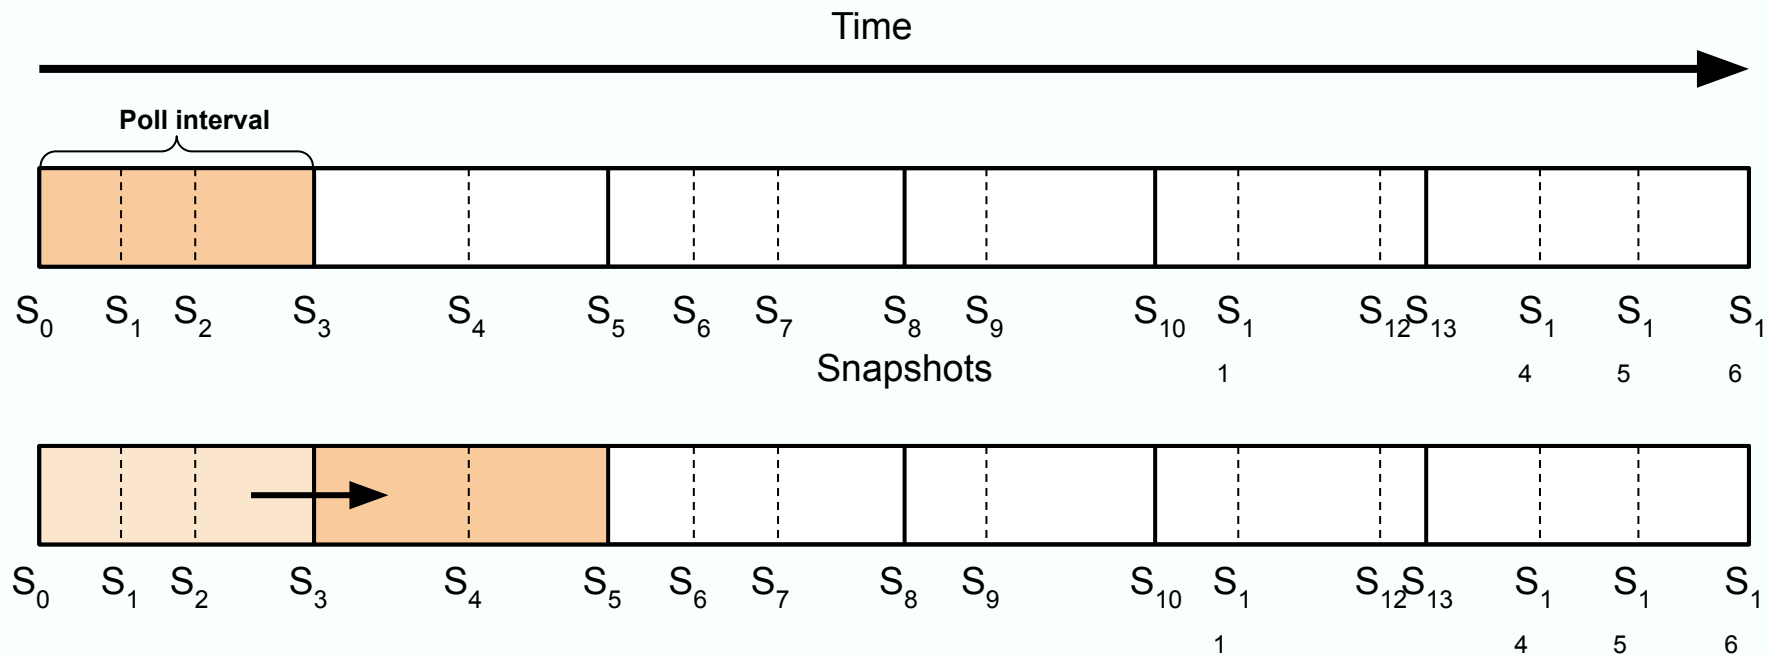 Time
Poll interval
S0 S1 S2 S3 S4 S5 S6 S7 S8 S9 S10 S1 S12 S13 S1 S1 S1
Snapshots 1 4 5 6
S0 S1 S2 S3 S4 S5 S6 S7 S8 S9 S10 S1 S12 S13 S1 S1 S1
1 4 5 6